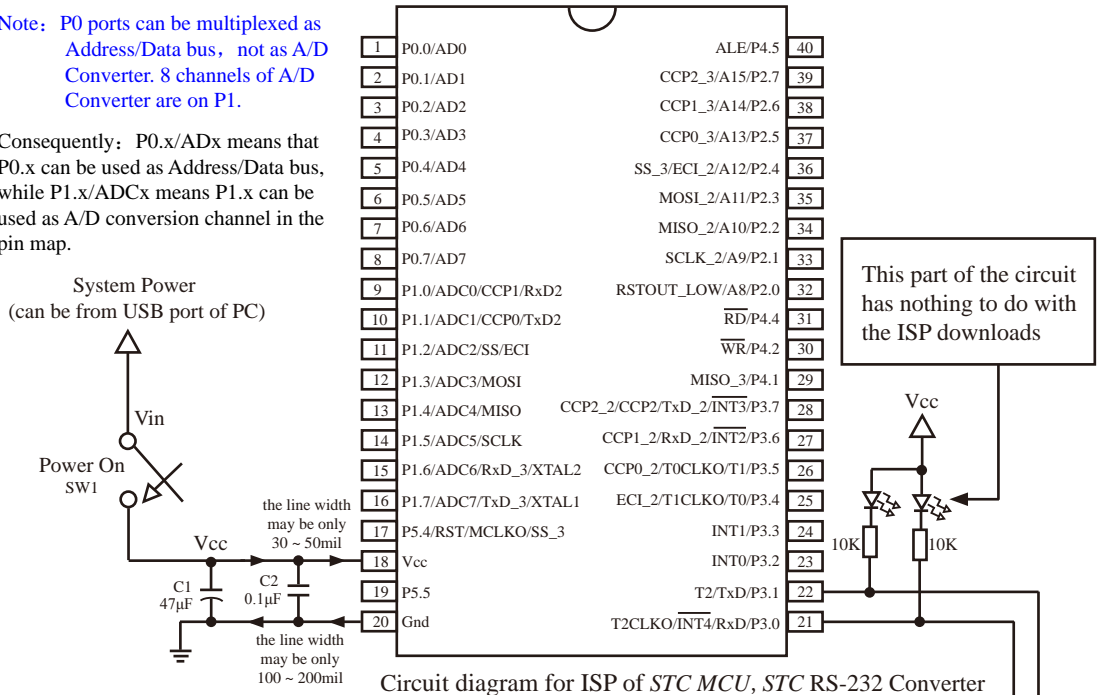 Note：P0 ports can be multiplexed as
Address/Data bus，not as A/D
Converter. 8 channels of A/D
Converter are on P1.
Consequently：P0.x/ADx means that
P0.x can be used as Address/Data bus,
while P1.x/ADCx means P1.x can be
used as A/D conversion channel in the
pin map.
System Power
(can be from USB port of PC)
Vin
Power On
SW1
Vcc
C1
47μF
C2
0.1μF
the line width
may be only
30 ~ 50mil
the line width
may be only
100 ~ 200mil
1 P0.0/AD0
2 P0.1/AD1
3 P0.2/AD2
4 P0.3/AD3
5 P0.4/AD4
6 P0.5/AD5
7 P0.6/AD6
8 P0.7/AD7
9 P1.0/ADC0/CCP1/RxD2
10 P1.1/ADC1/CCP0/TxD2
11 P1.2/ADC2/SS/ECI
12 P1.3/ADC3/MOSI
13 P1.4/ADC4/MISO
14 P1.5/ADC5/SCLK
15 P1.6/ADC6/RxD_3/XTAL2
16 P1.7/ADC7/TxD_3/XTAL1
17 P5.4/RST/MCLKO/SS_3
18 Vcc
19 P5.5
20 Gnd
ALE/P4.5 40
CCP2_3/A15/P2.7 39
CCP1_3/A14/P2.6 38
CCP0_3/A13/P2.5 37
SS_3/ECI_2/A12/P2.4 36
MOSI_2/A11/P2.3 35
MISO_2/A10/P2.2 34
SCLK_2/A9/P2.1 33
RSTOUT_LOW/A8/P2.0 32
RD/P4.4 31
WR/P4.2 30
MISO_3/P4.1 29
CCP2_2/CCP2/TxD_2/INT3/P3.7 28
CCP1_2/RxD_2/INT2/P3.6 27
CCP0_2/T0CLKO/T1/P3.5 26
ECI_2/T1CLKO/T0/P3.4 25
INT1/P3.3 24
INT0/P3.2 23
T2/TxD/P3.1 22
T2CLKO/INT4/RxD/P3.0 21
This part of the circuit
has nothing to do with
the ISP downloads
Vcc
10K
10K
Circuit diagram for ISP of STC MCU, STC RS-232 Converter